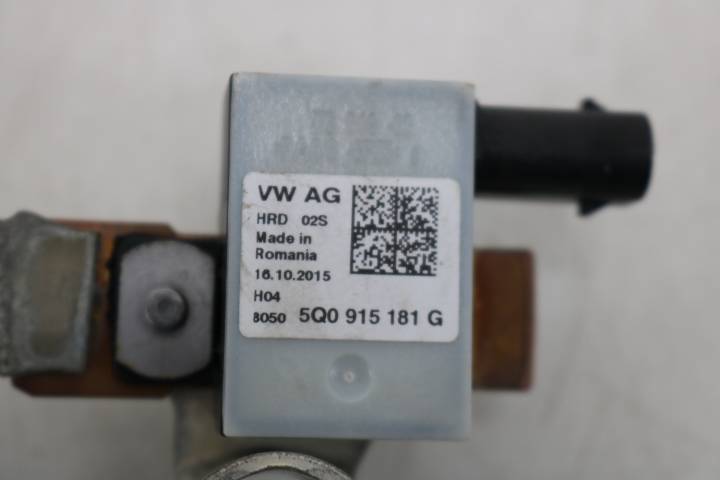 VW AG
HRD 02S
Made in
Romania
16.10.2015
H04
8050 5Q0 915 181 G